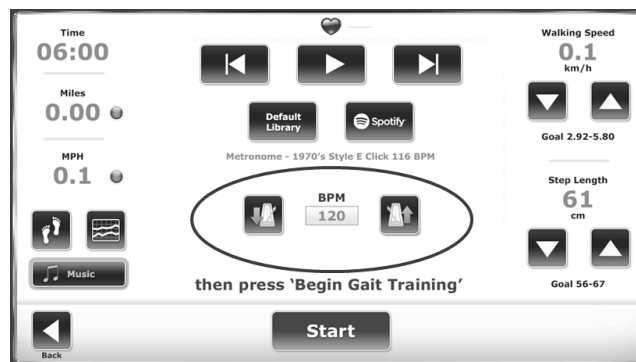 Time
06:00
Miles
0.00
MPH
0.1
Music
Back
Default
Library
Spotify
Metronome - 1970's Style E Click 116 BPM
BPM
120
then press ‘Begin Gait Training’
Start
Walking Speed
0.1
km/h
Goal 2.92-5.80
Step Length
61
cm
Goal 56-67